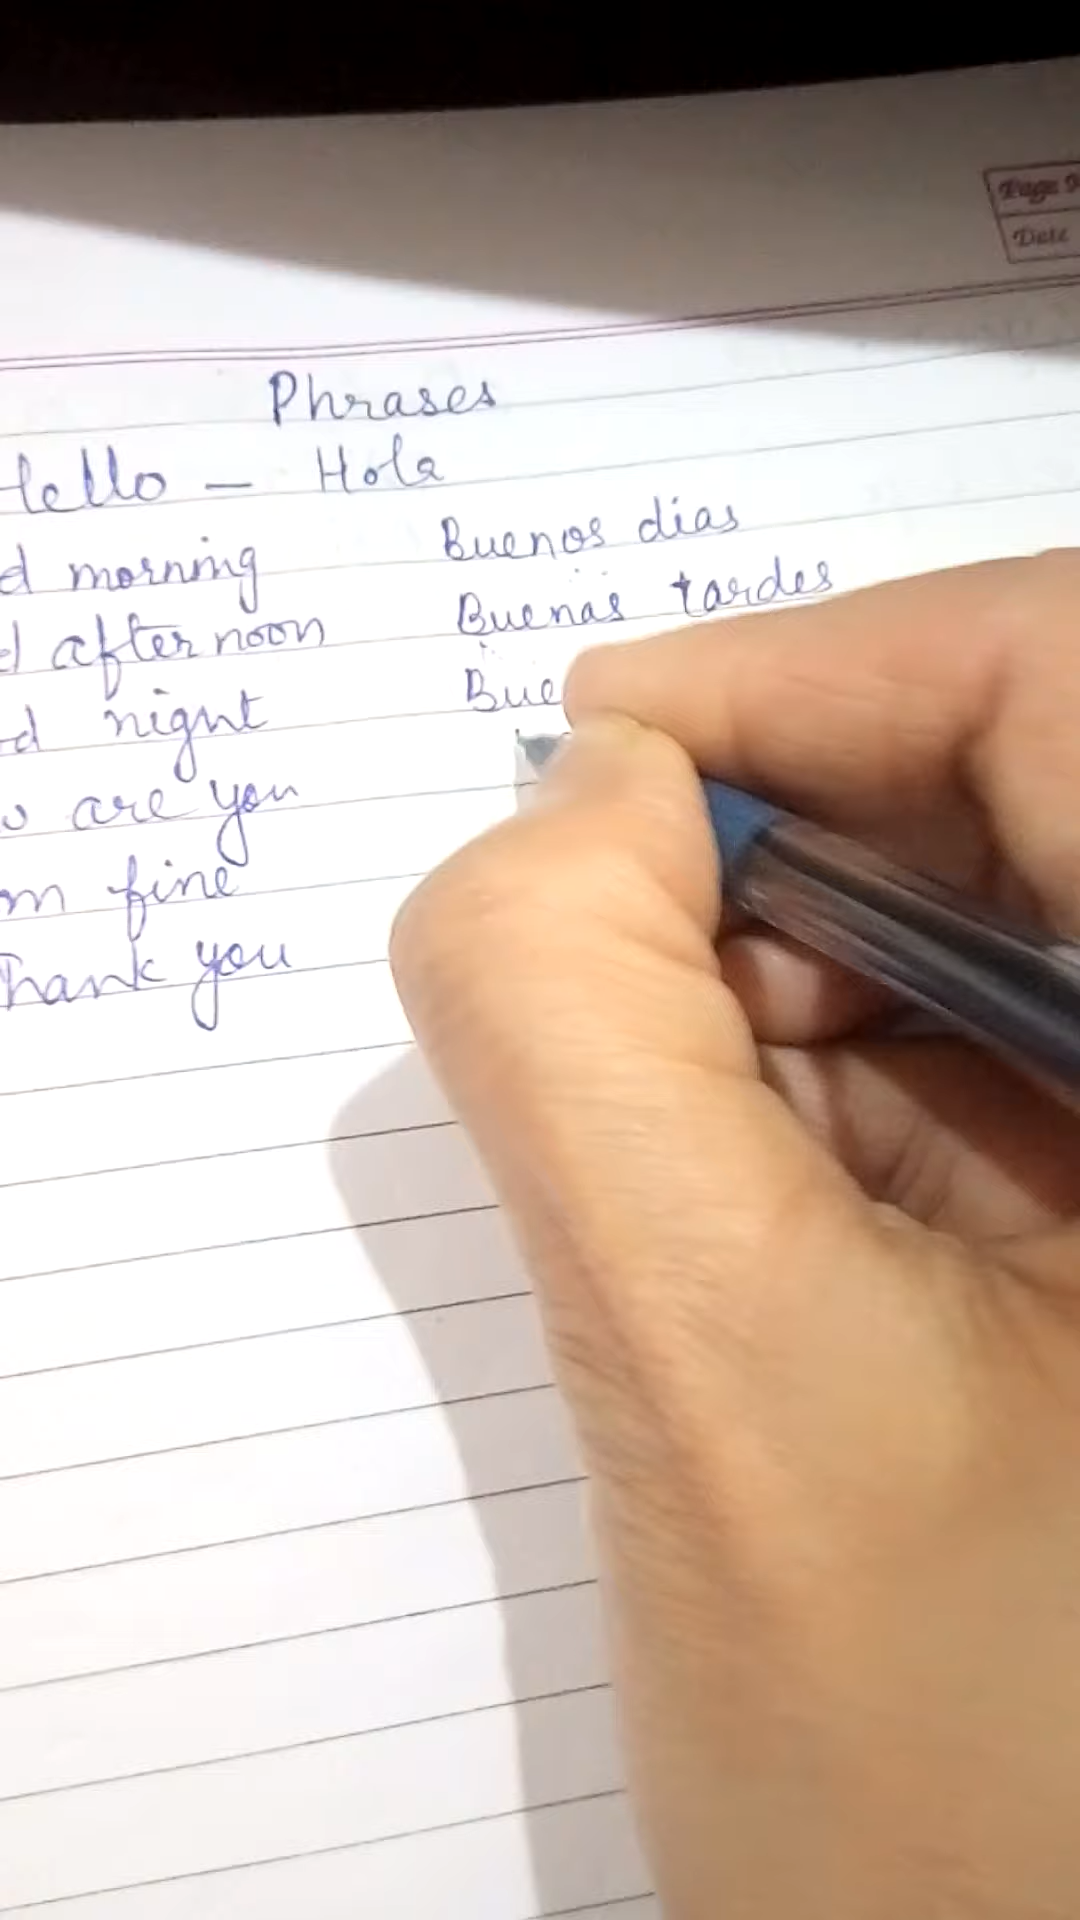 Page N
Date
Phrases
Hello – Hola
d morning Buenos dias
d afternoon Buenas tardes
d night Bue
w are you
m fine
Thank you